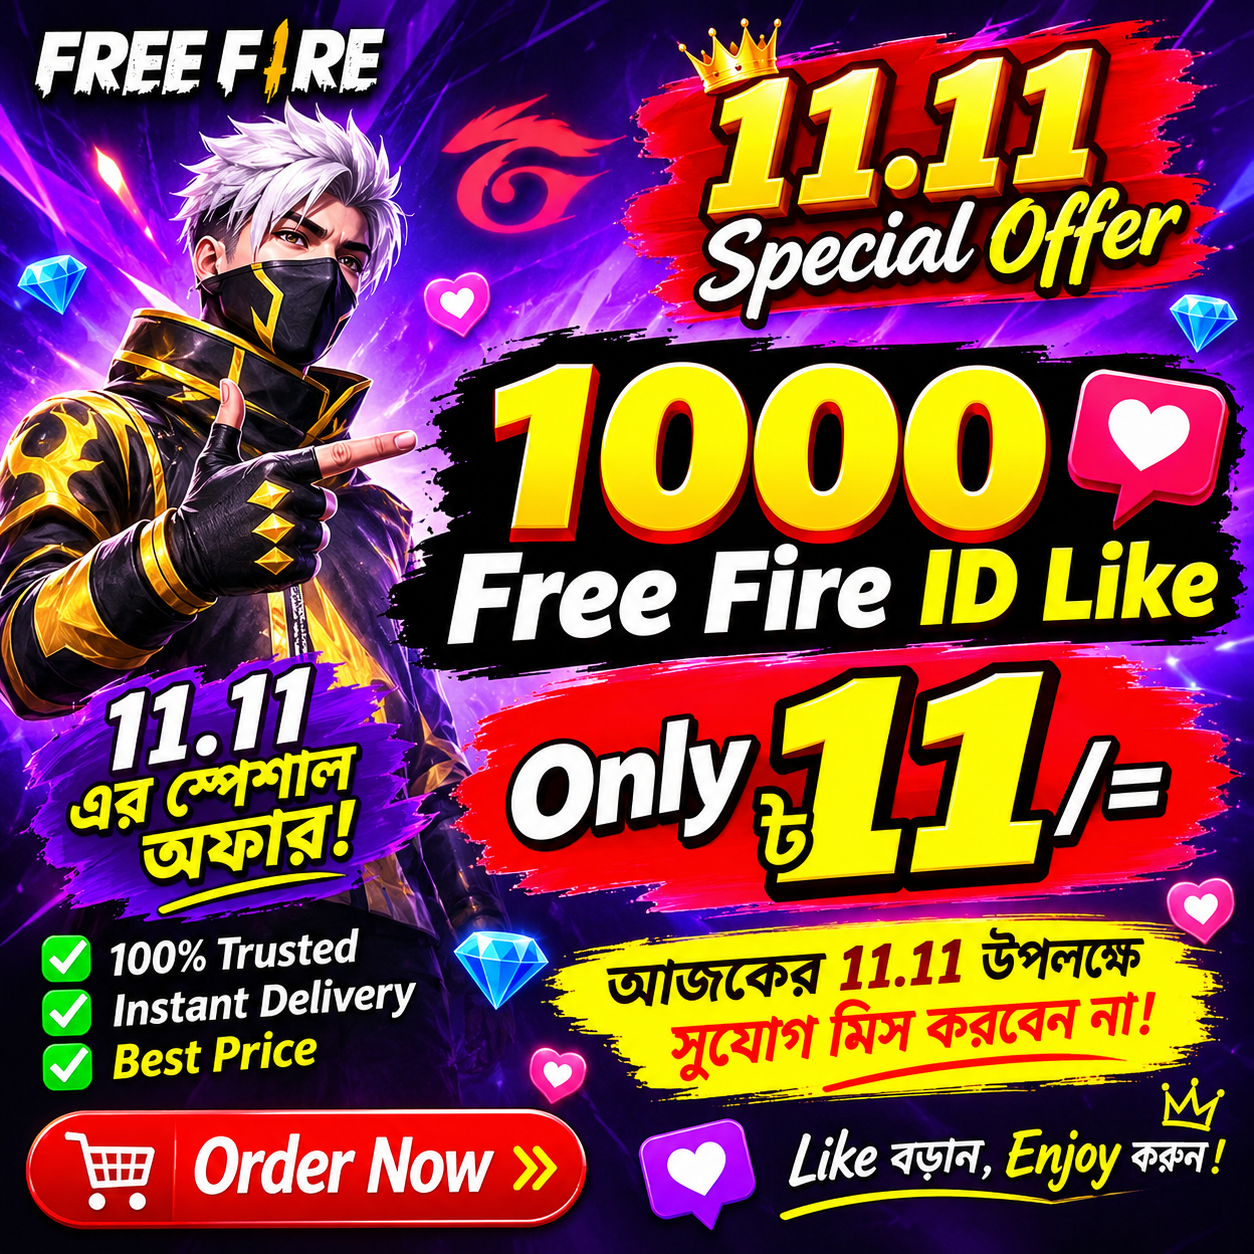 FREE FIRE
11.11
Special Offer
1000
Free Fire ID Like
Only ৳11/=
11.11
এর স্পেশাল
অফার!
100% Trusted
Instant Delivery
Best Price
আজকের 11.11 উপলক্ষে
সুযোগ মিস করবেন না!
Order Now »
Like বড়ান, Enjoy করুন!